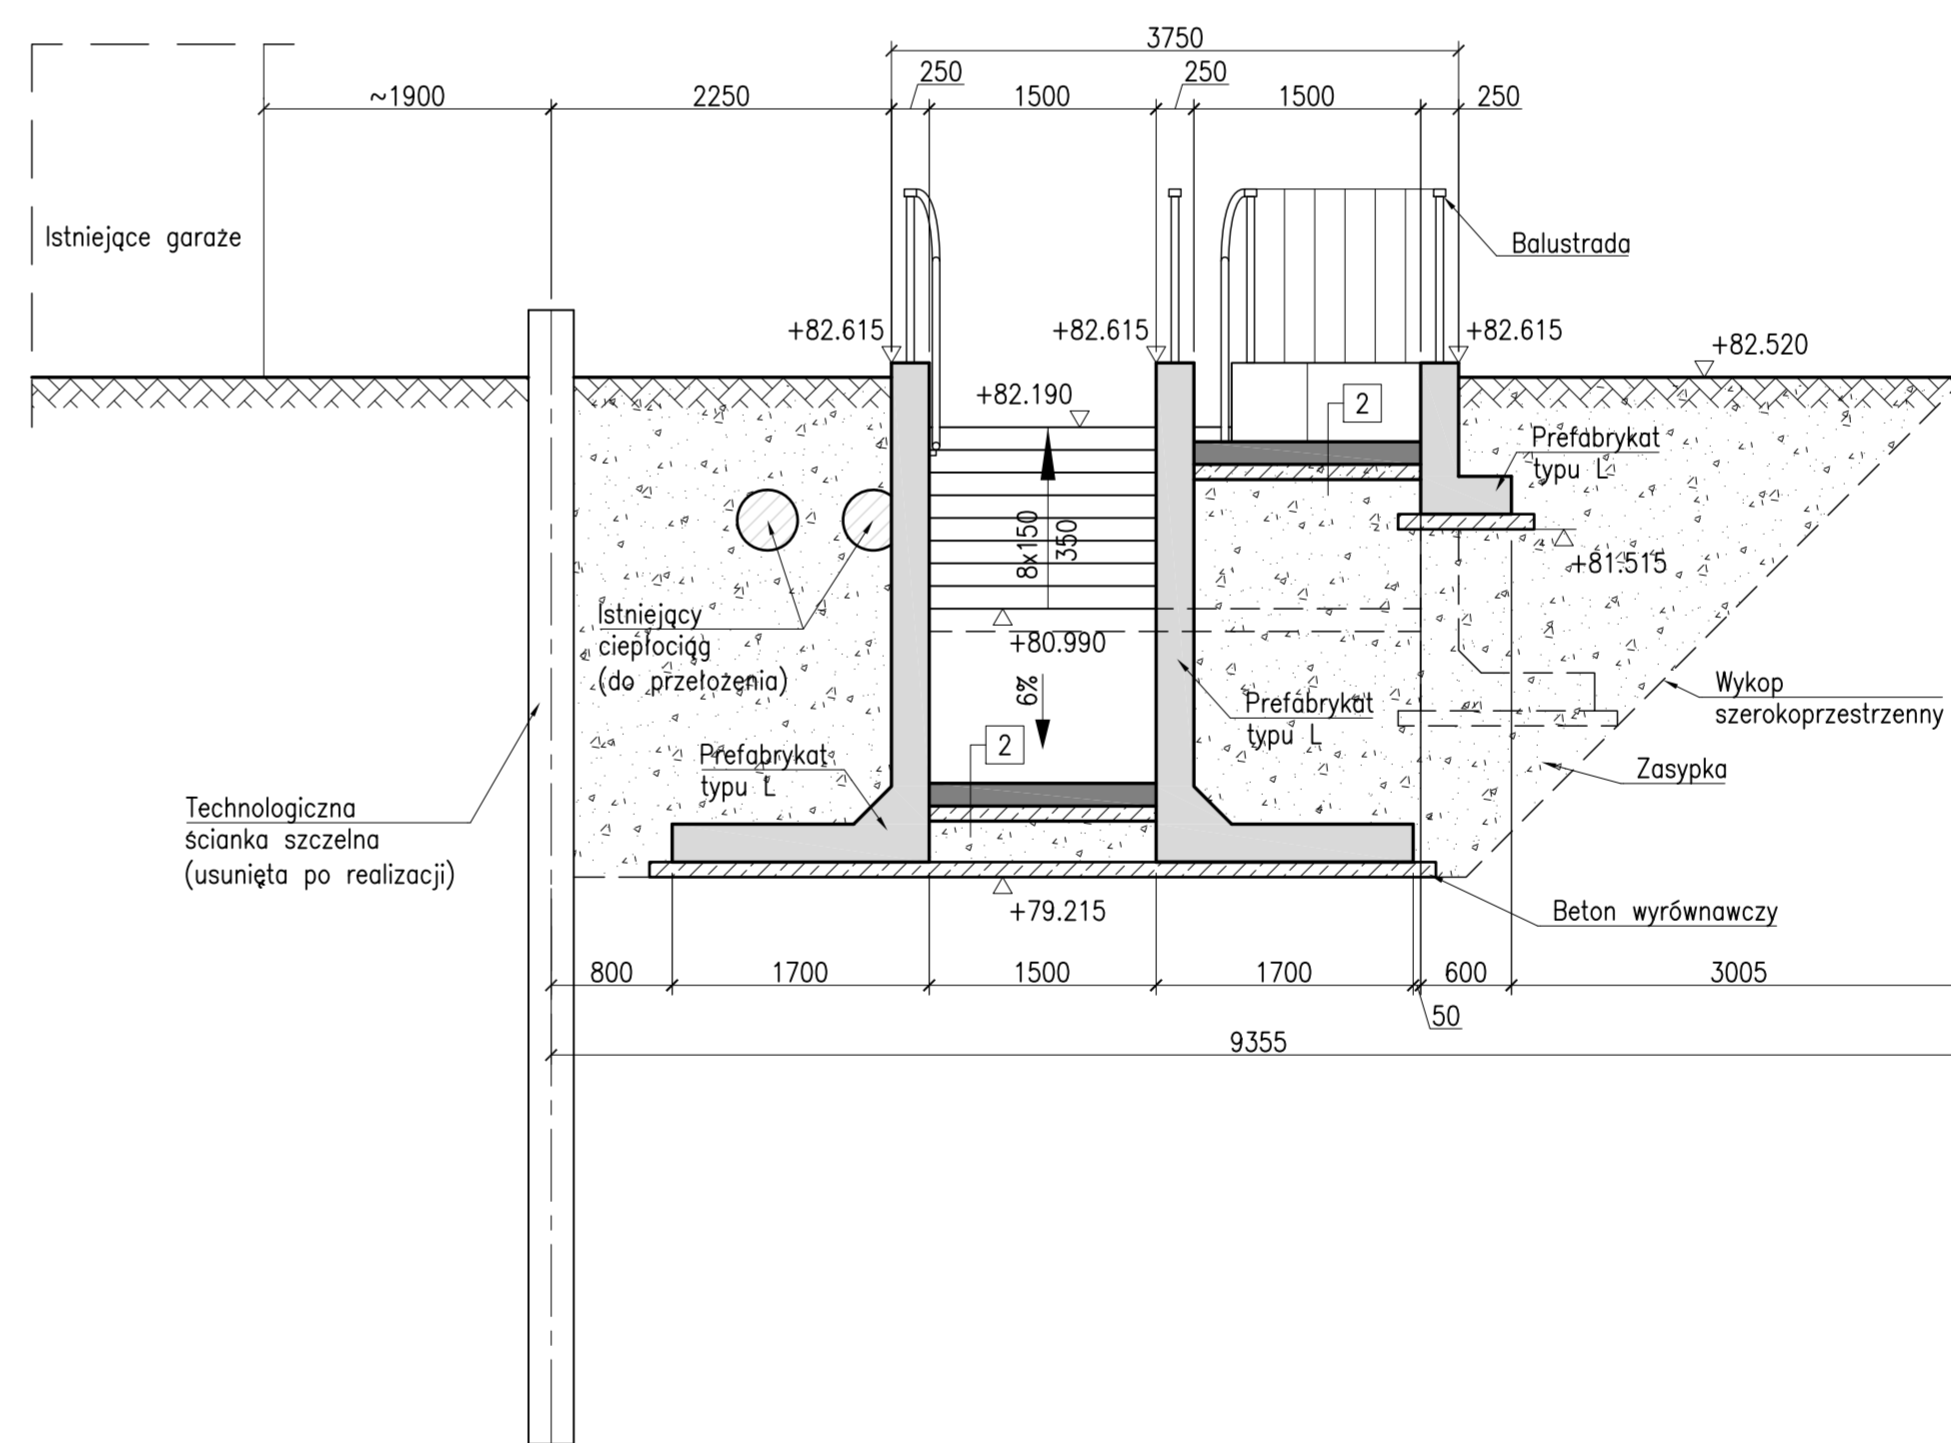 3750
250
250
~1900
2250
1500
1500
250
Istniejące garaże
Balustrada
+82.615
+82.615
+82.615
+82.520
+82.190
2
Prefabrykat
typu L
8x150
350
+81.515
Istniejący
ciepłociąg
(do przełożenia)
+80.990
6%
Prefabrykat
typu L
Wykop
szerokoprzestrzenny
2
Prefabrykat
typu L
Zasypka
Technologiczna
ścianka szczelna
(usunięta po realizacji)
+79.215
Beton wyrównawczy
800
1700
1500
1700
600
3005
50
9355